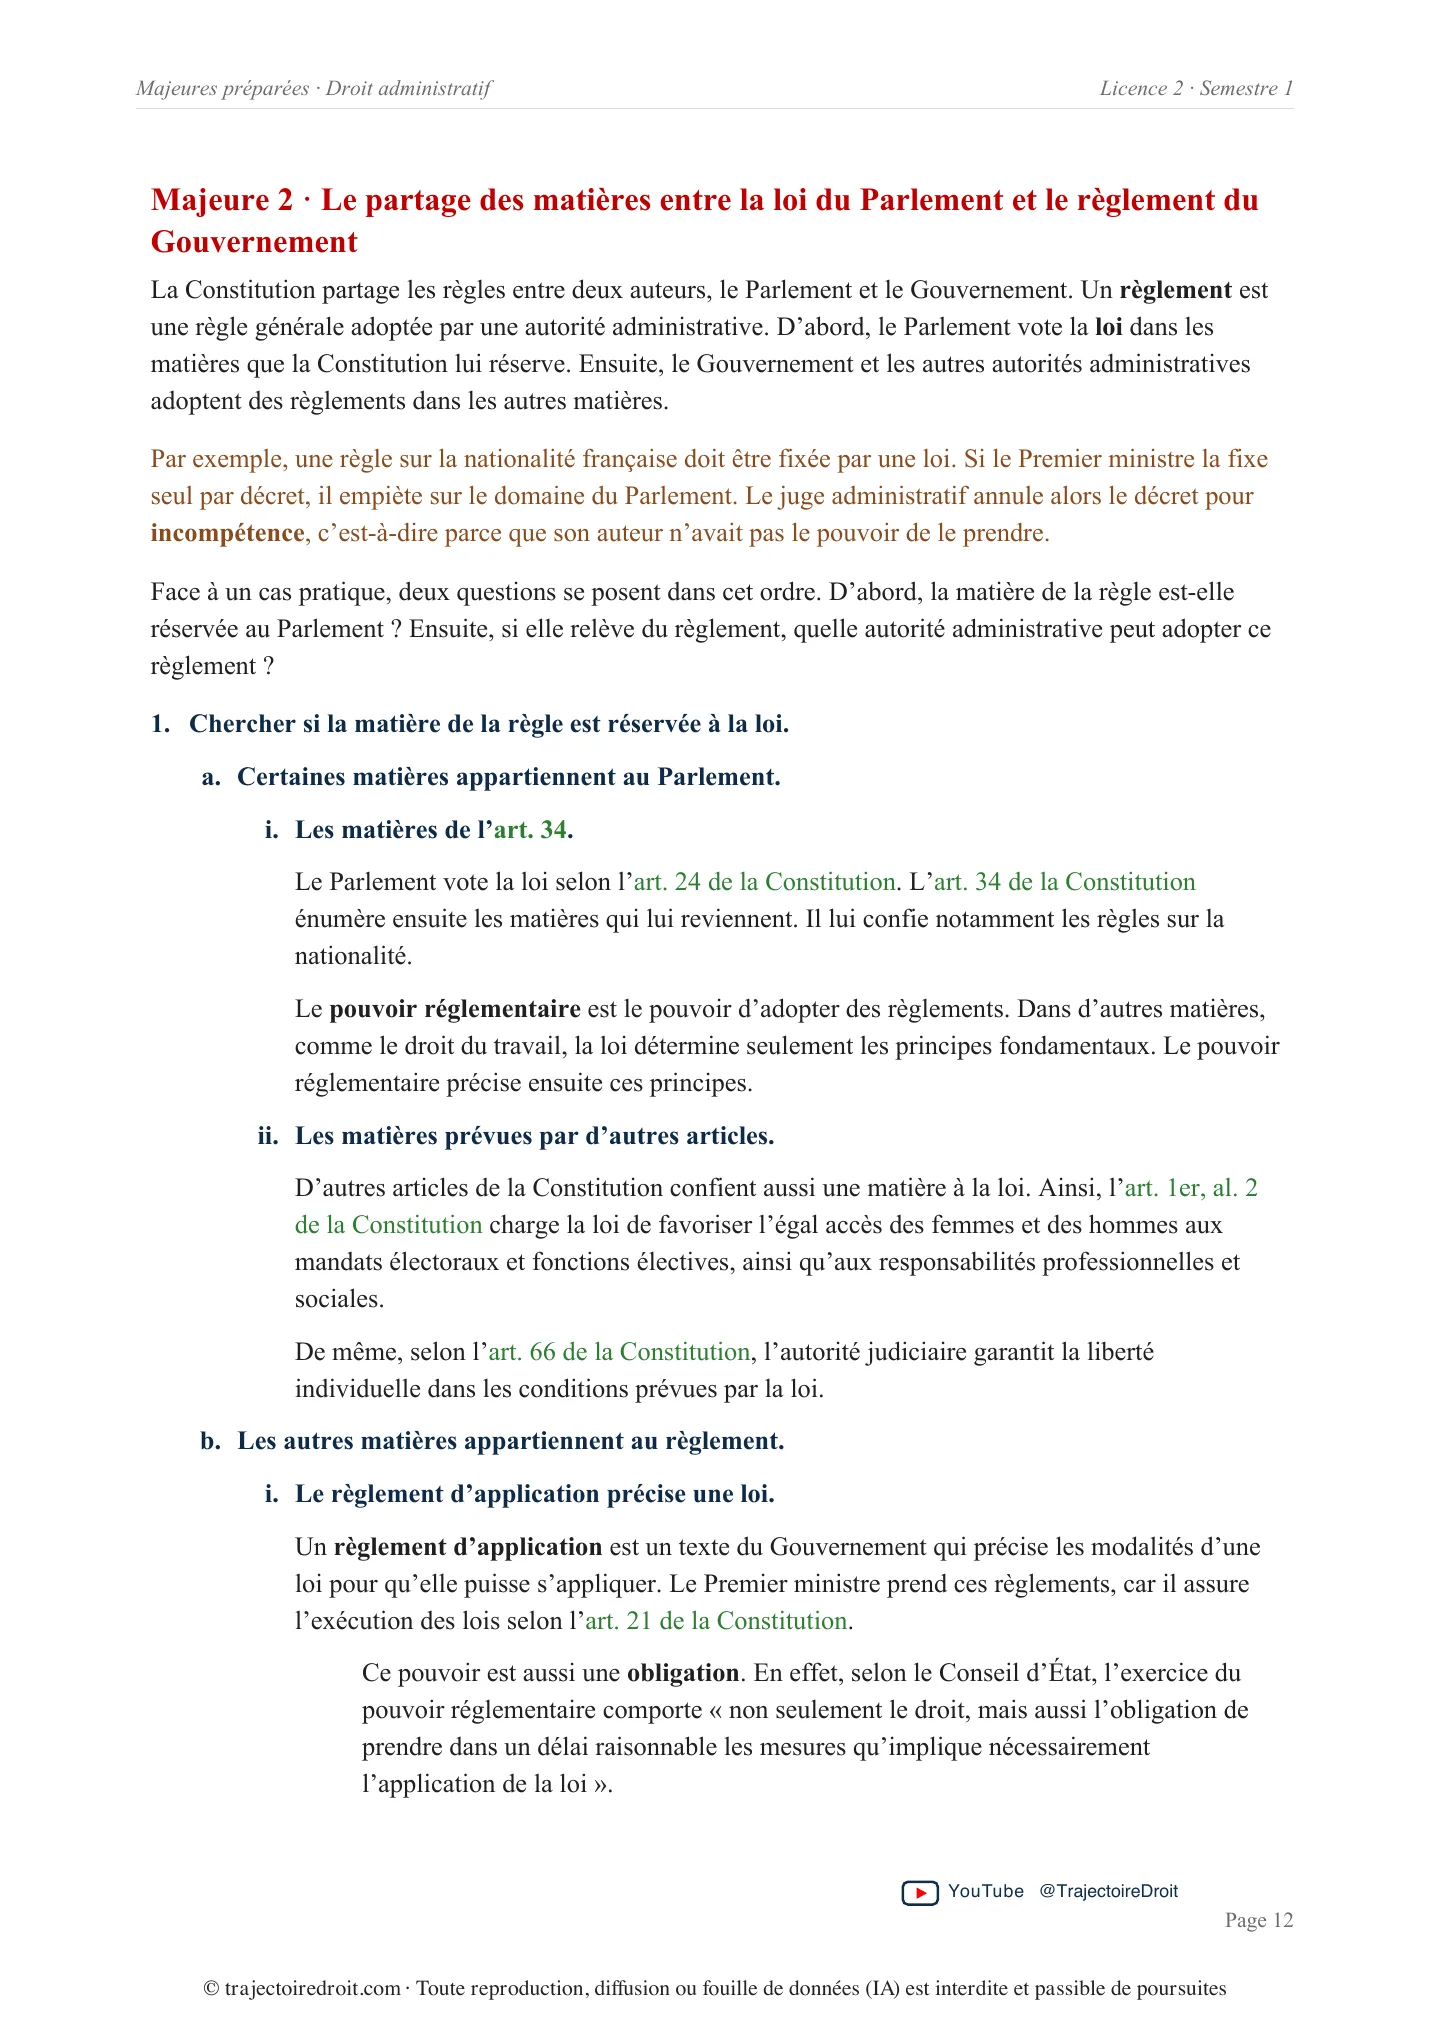 Majeures préparées · Droit administratif
Licence 2 · Semestre 1
Majeure 2 · Le partage des matières entre la loi du Parlement et le règlement du
Gouvernement
La Constitution partage les règles entre deux auteurs, le Parlement et le Gouvernement. Un règlement est
une règle générale adoptée par une autorité administrative. D’abord, le Parlement vote la loi dans les
matières que la Constitution lui réserve. Ensuite, le Gouvernement et les autres autorités administratives
adoptent des règlements dans les autres matières.
Par exemple, une règle sur la nationalité française doit être fixée par une loi. Si le Premier ministre la fixe
seul par décret, il empiète sur le domaine du Parlement. Le juge administratif annule alors le décret pour
incompétence, c’est-à-dire parce que son auteur n’avait pas le pouvoir de le prendre.
Face à un cas pratique, deux questions se posent dans cet ordre. D’abord, la matière de la règle est-elle
réservée au Parlement ? Ensuite, si elle relève du règlement, quelle autorité administrative peut adopter ce
règlement ?
1. Chercher si la matière de la règle est réservée à la loi.
a. Certaines matières appartiennent au Parlement.
i. Les matières de l’art. 34.
Le Parlement vote la loi selon l’art. 24 de la Constitution. L’art. 34 de la Constitution
énumère ensuite les matières qui lui reviennent. Il lui confie notamment les règles sur la
nationalité.
Le pouvoir réglementaire est le pouvoir d’adopter des règlements. Dans d’autres matières,
comme le droit du travail, la loi détermine seulement les principes fondamentaux. Le pouvoir
réglementaire précise ensuite ces principes.
ii. Les matières prévues par d’autres articles.
D’autres articles de la Constitution confient aussi une matière à la loi. Ainsi, l’art. 1er, al. 2
de la Constitution charge la loi de favoriser l’égal accès des femmes et des hommes aux
mandats électoraux et fonctions électives, ainsi qu’aux responsabilités professionnelles et
sociales.
De même, selon l’art. 66 de la Constitution, l’autorité judiciaire garantit la liberté
individuelle dans les conditions prévues par la loi.
b. Les autres matières appartiennent au règlement.
i. Le règlement d’application précise une loi.
Un règlement d’application est un texte du Gouvernement qui précise les modalités d’une
loi pour qu’elle puisse s’appliquer. Le Premier ministre prend ces règlements, car il assure
l’exécution des lois selon l’art. 21 de la Constitution.
Ce pouvoir est aussi une obligation. En effet, selon le Conseil d’État, l’exercice du
pouvoir réglementaire comporte « non seulement le droit, mais aussi l’obligation de
prendre dans un délai raisonnable les mesures qu’implique nécessairement
l’application de la loi ».
YouTube @TrajectoireDroit
Page 12
© trajectoiredroit.com · Toute reproduction, diffusion ou fouille de données (IA) est interdite et passible de poursuites